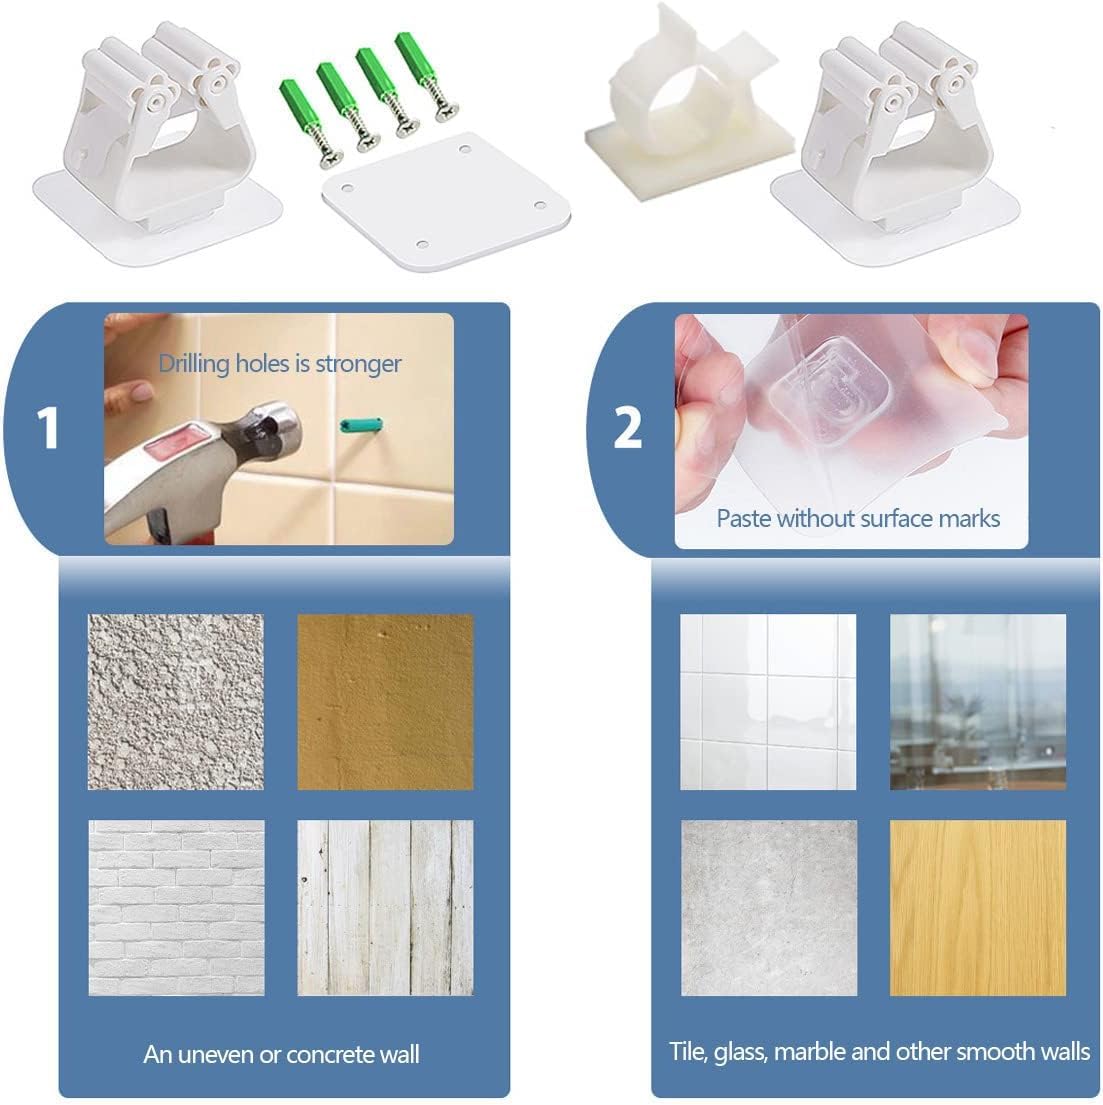 1
Drilling holes is stronger
An uneven or concrete wall
2
Paste without surface marks
Tile, glass, marble and other smooth walls